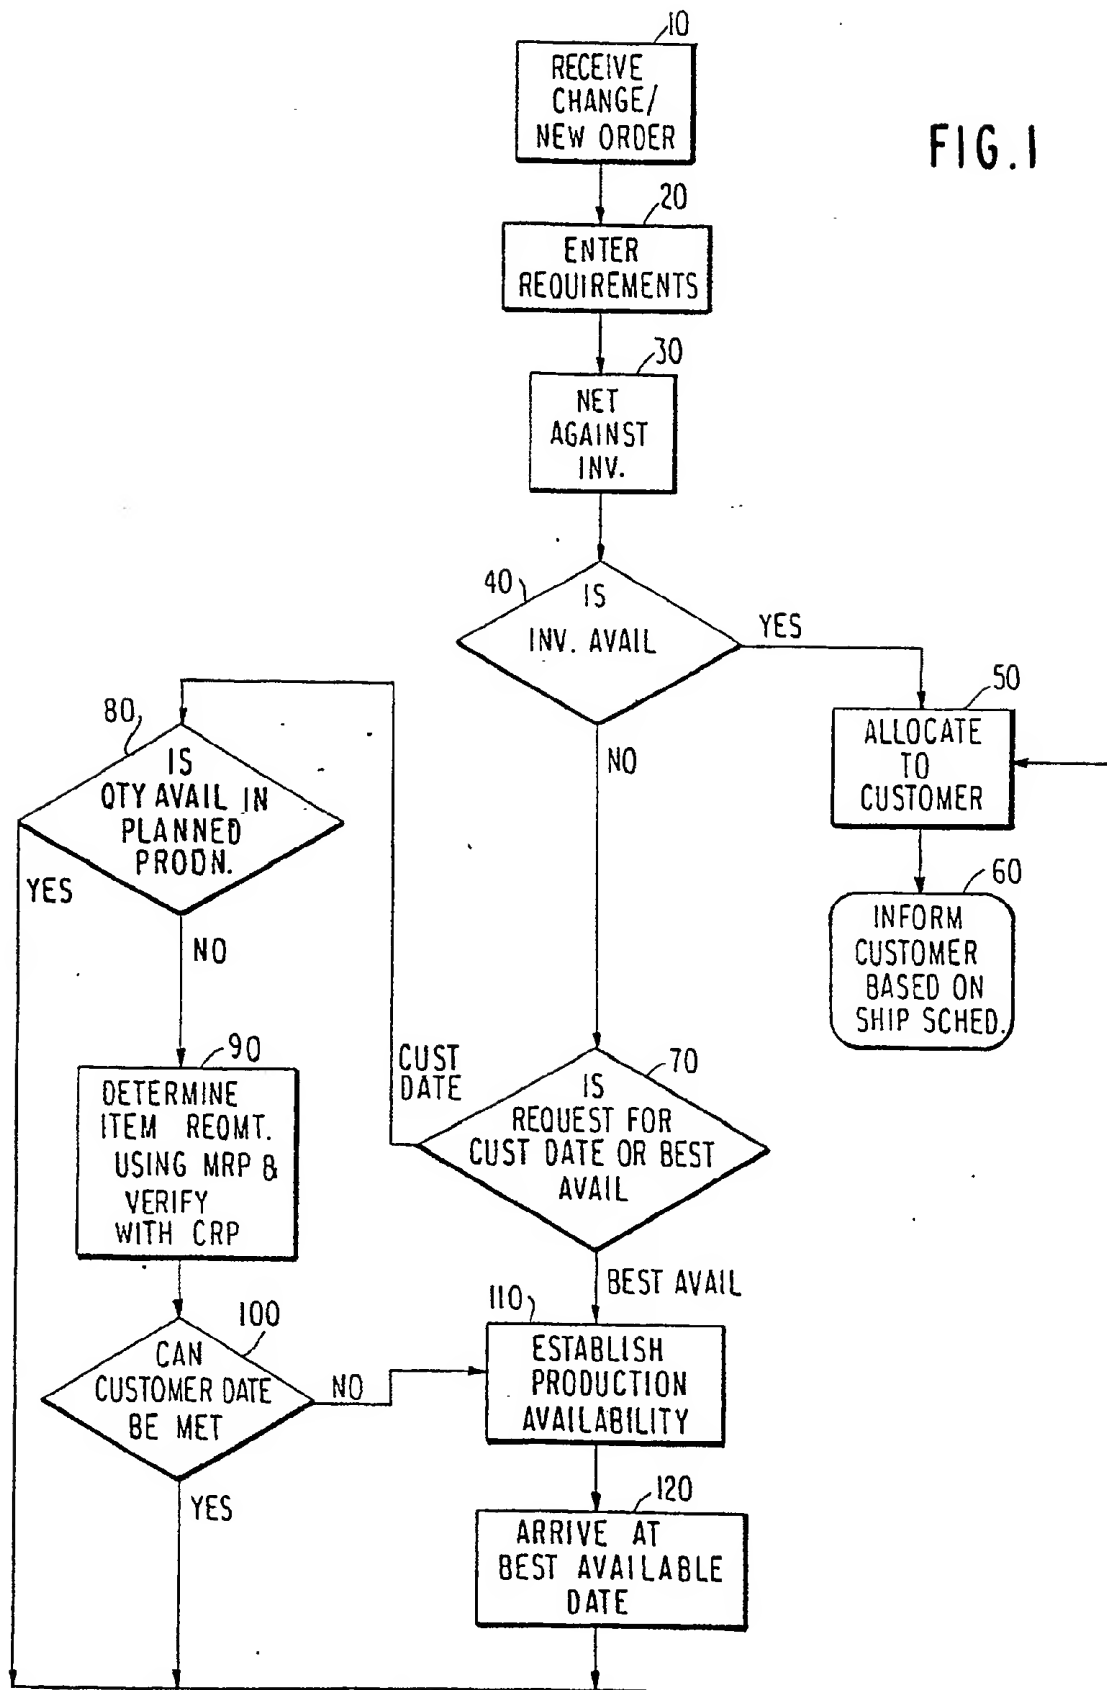 10
RECEIVE
CHANGE/
NEW ORDER
FIG.1
20
ENTER
REQUIREMENTS
30
NET
AGAINST
INV.
40
IS
INV. AVAIL
YES
NO
50
ALLOCATE
TO
CUSTOMER
60
INFORM
CUSTOMER
BASED ON
SHIP SCHED.
80
IS
QTY AVAIL IN
PLANNED
PRODN.
YES
NO
90
DETERMINE
ITEM REQMT.
USING MRP &
VERIFY
WITH CRP
CUST
DATE
70
IS
REQUEST FOR
CUST DATE OR BEST
AVAIL
BEST AVAIL
100
CAN
CUSTOMER DATE
BE MET
NO
YES
110
ESTABLISH
PRODUCTION
AVAILABILITY
120
ARRIVE AT
BEST AVAILABLE
DATE